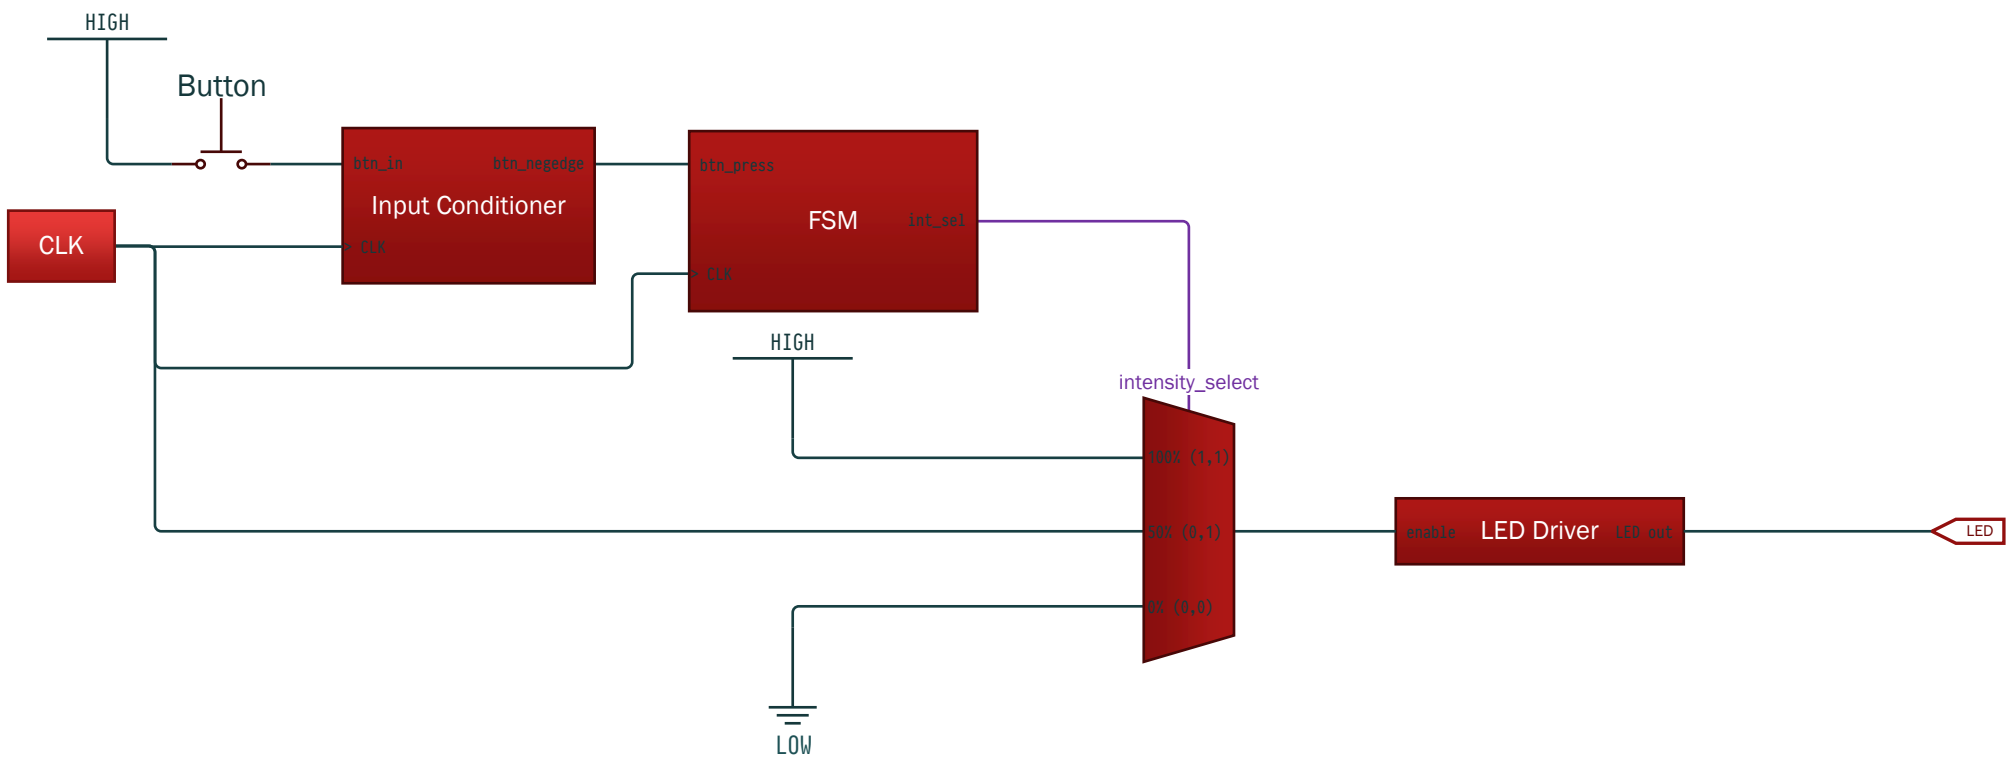 HIGH
Button
btn_in
btn_negedge
Input Conditioner
> CLK
CLK
btn_press
int_sel
FSM
> CLK
HIGH
intensity_select
100% (1,1)
50% (0,1)
0% (0,0)
enable
LED Driver
LED out
LED
LOW